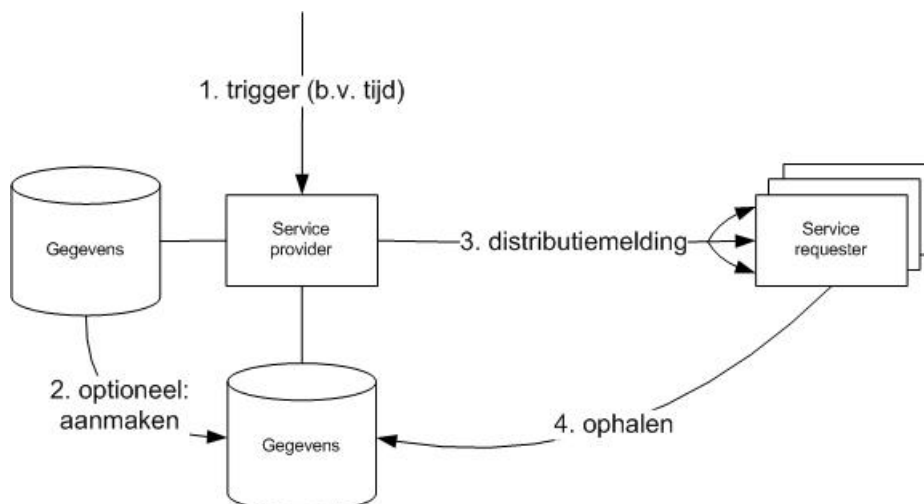 1. trigger (b.v. tijd)
Gegevens
Service
provider
3. distributiemelding
Service
requester
2. optioneel:
aanmaken
Gegevens
4. ophalen